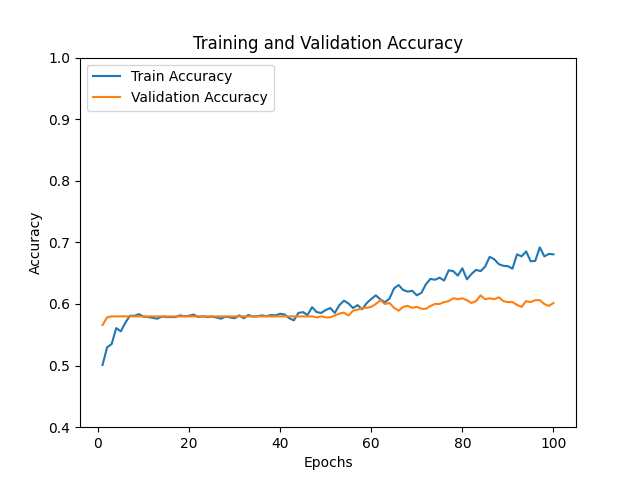 Training and Validation Accuracy
Train Accuracy
Validation Accuracy
1.0
0.9
0.8
0.7
0.6
0.5
0.4
Accuracy
0 20 40 60 80 100
Epochs